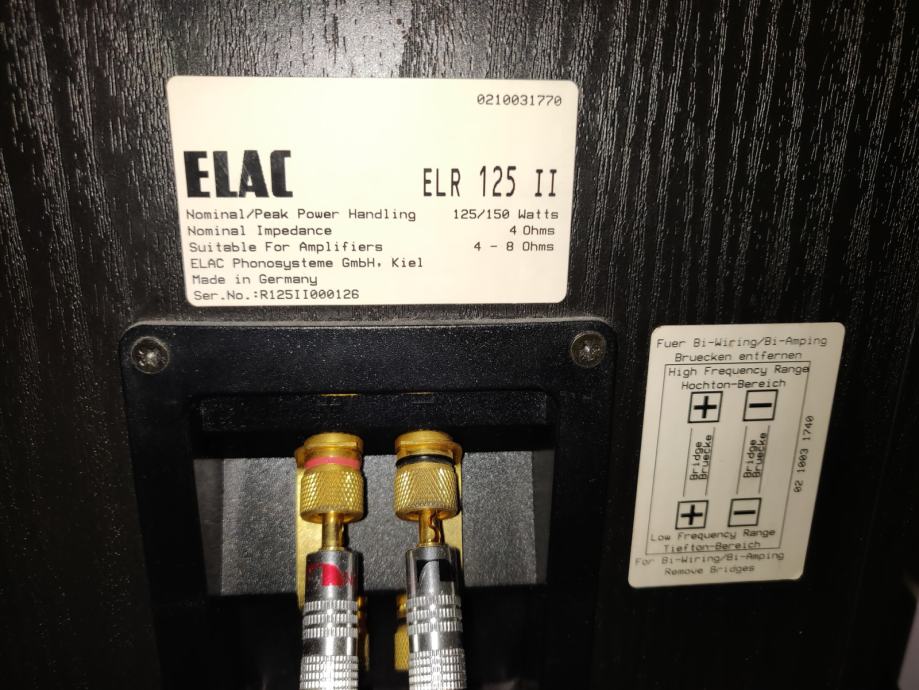 0210031770
ELAC ELR 125 II
Nominal/Peak Power Handling 125/150 Watts
Nominal Impedance 4 Ohms
Suitable For Amplifiers 4 - 8 Ohms
ELAC Phonosysteme GmbH, Kiel
Made in Germany
Ser.No.:R125II000126
Fuer Bi-Wiring/Bi-Amping
Bruecken entfernen
High Frequency Range
Hochton-Bereich
+ −
Bridge
Bruecke
Bridge
Bruecke
02 1003 1740
+ −
Low Frequency Range
Tiefton-Bereich
For Bi-Wiring/Bi-Amping
Remove Bridges